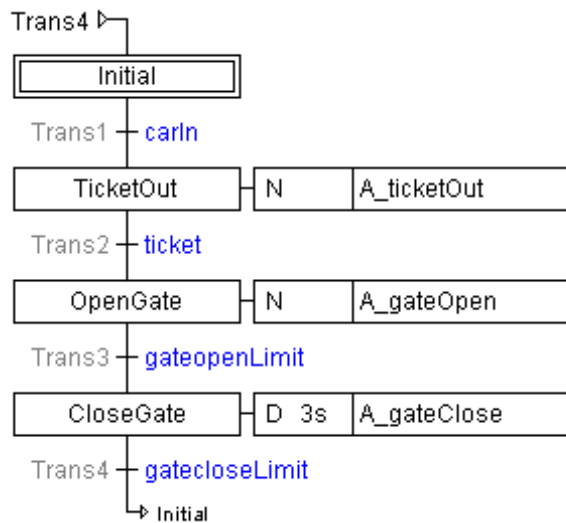 Trans4
Initial
Trans1 carIn
TicketOut N A_ticketOut
Trans2 ticket
OpenGate N A_gateOpen
Trans3 gateopenLimit
CloseGate D 3s A_gateClose
Trans4 gatecloseLimit
Initial